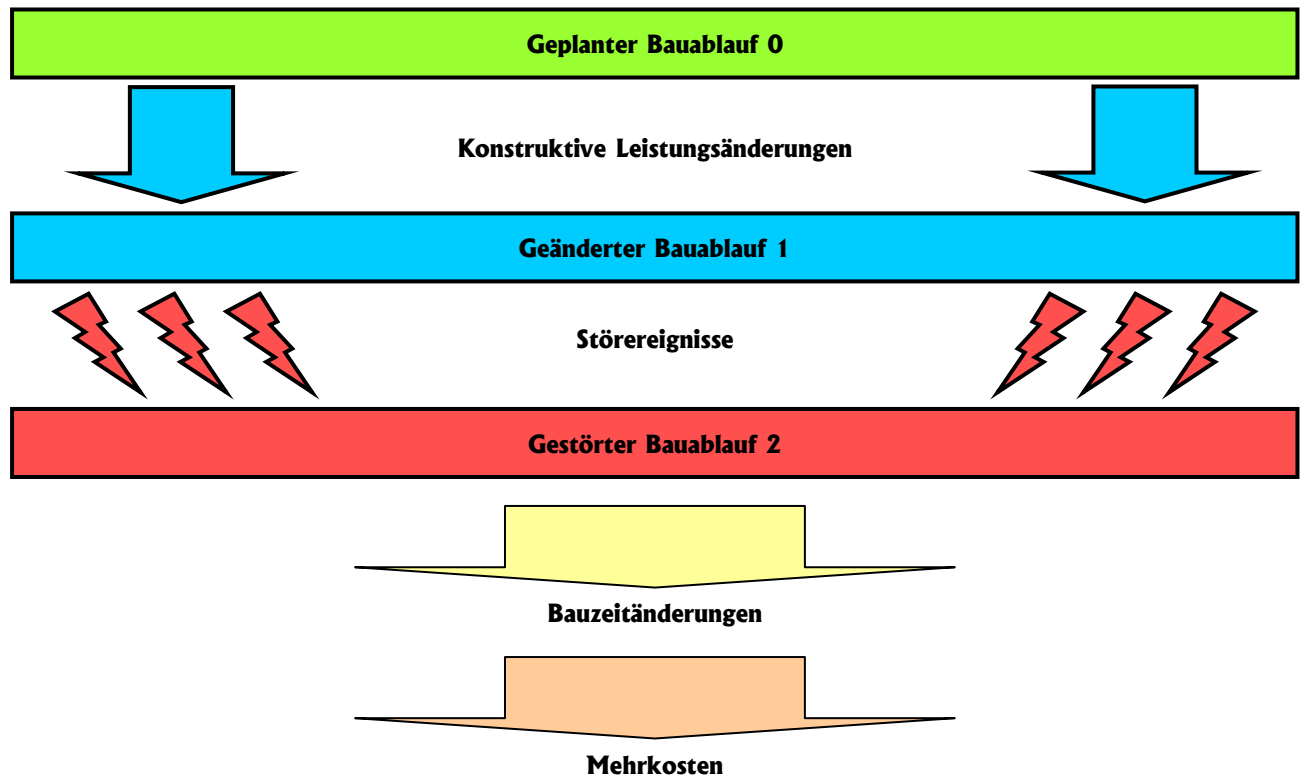 Geplanter Bauablauf 0
Konstruktive Leistungsänderungen
Geänderter Bauablauf 1
Störereignisse
Gestörter Bauablauf 2
Bauzeitänderungen
Mehrkosten